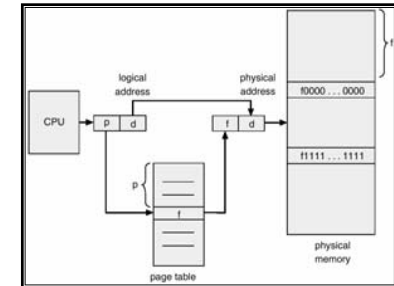 logical
address
physical
address
f
f0000 . . . 0000
CPU
p
d
f
d
f1111 . . . 1111
p
f
physical
memory
page table